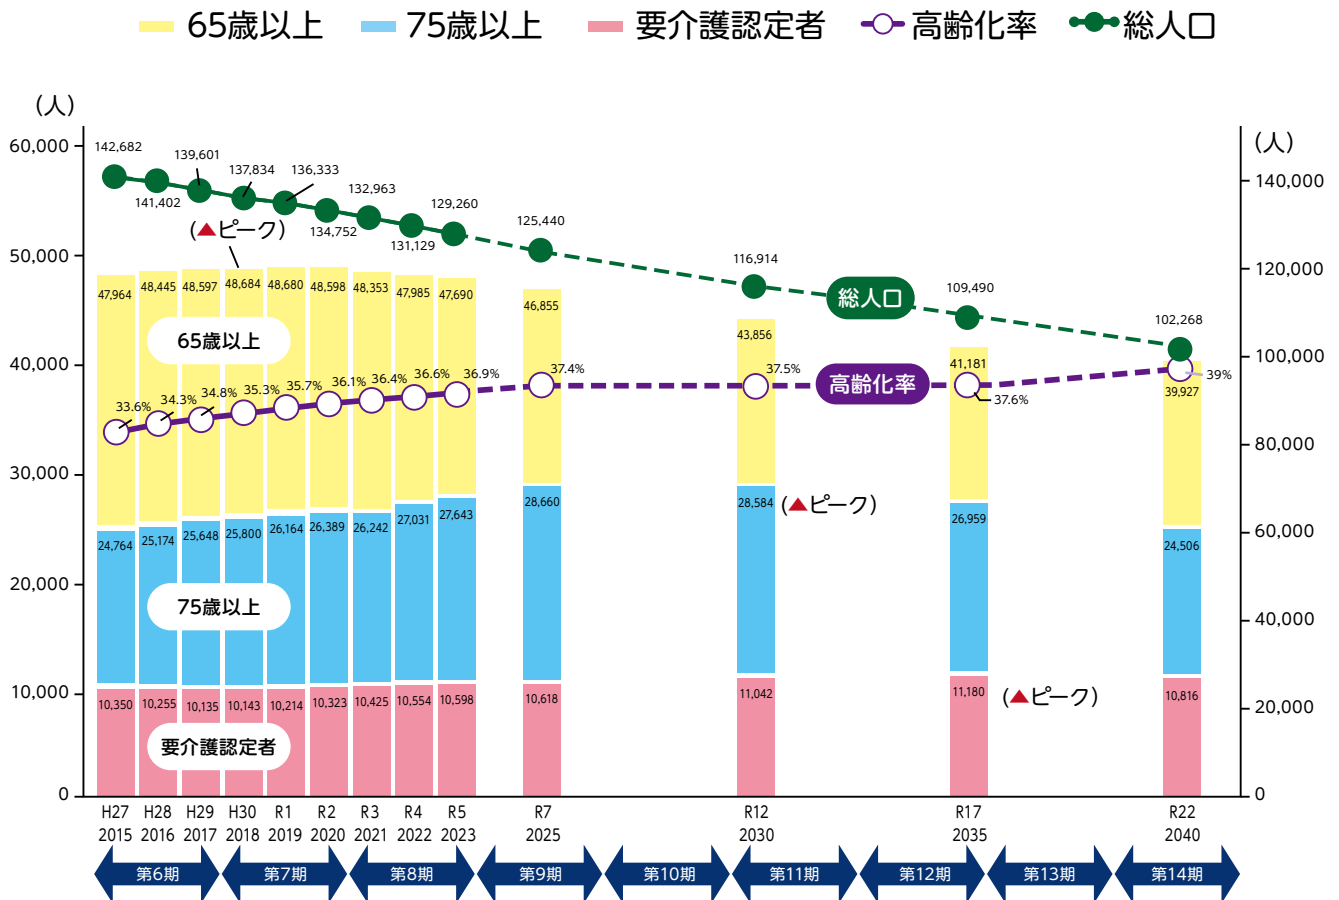 65歳以上 75歳以上 要介護認定者 高齢化率 総人口
(人)
(人)
60,000
50,000
40,000
30,000
20,000
10,000
0
140,000
120,000
100,000
80,000
60,000
40,000
20,000
0
142,682
141,402
139,601
137,834
136,333
134,752
132,963
131,129
129,260
125,440
116,914
109,490
102,268
総人口
(▲ピーク)
47,964 48,445 48,597 48,684 48,680 48,598 48,353 47,985 47,690 46,855 43,856 41,181 39,927
65歳以上
33.6% 34.3% 34.8% 35.3% 35.7% 36.1% 36.4% 36.6% 36.9% 37.4% 37.5% 37.6% 39%
高齢化率
24,764 25,174 25,648 25,800 26,164 26,389 26,242 27,031 27,643 28,660 28,584 26,959 24,506
(▲ピーク)
75歳以上
10,350 10,255 10,135 10,143 10,214 10,323 10,425 10,554 10,598 10,618 11,042 11,180 10,816
(▲ピーク)
要介護認定者
H27 H28 H29 H30 R1 R2 R3 R4 R5 R7 R12 R17 R22
2015 2016 2017 2018 2019 2020 2021 2022 2023 2025 2030 2035 2040
第6期 第7期 第8期 第9期 第10期 第11期 第12期 第13期 第14期